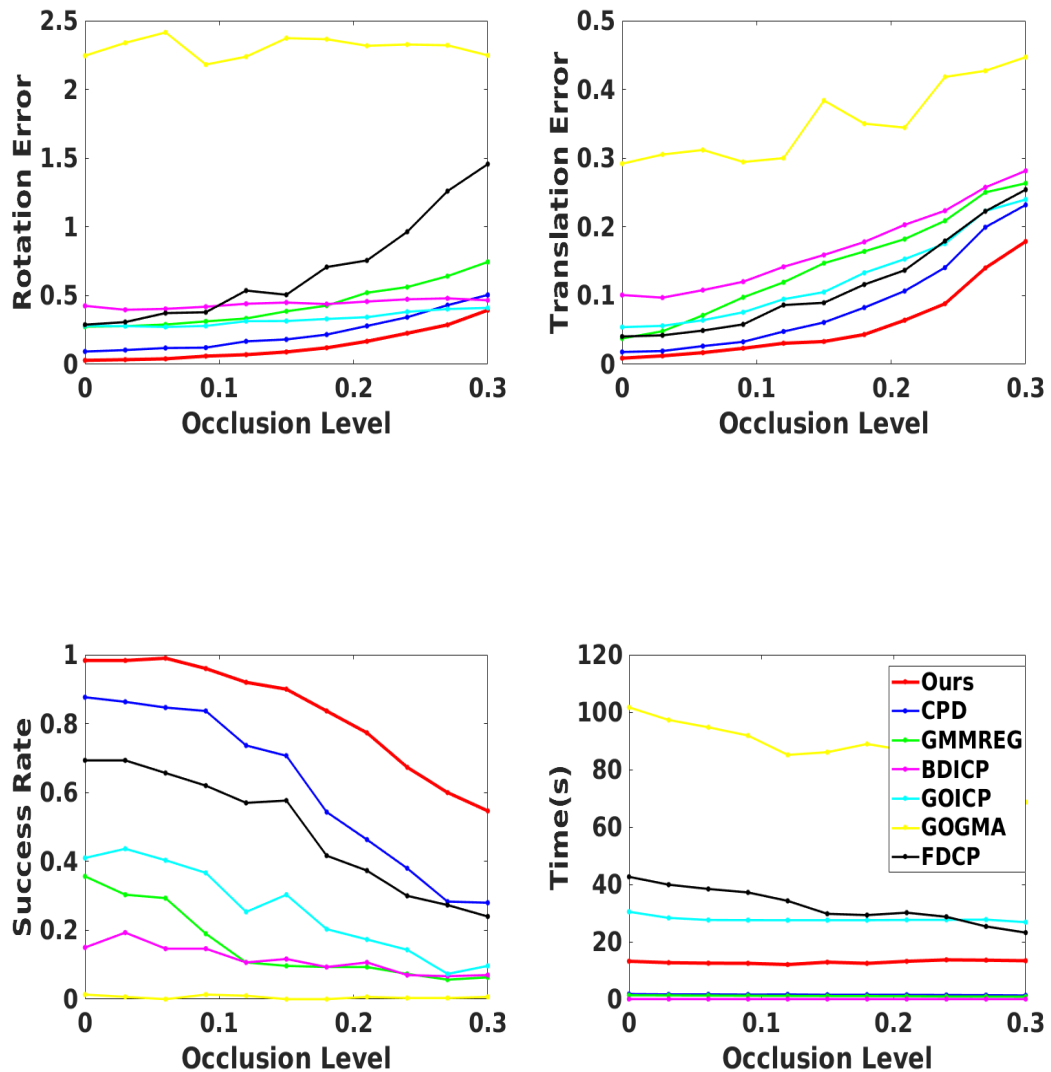 2.5
2
1.5
1
0.5
0
Rotation Error
0
0.1
0.2
0.3
Occlusion Level
0.5
0.4
0.3
0.2
0.1
0
Translation Error
0
0.1
0.2
0.3
Occlusion Level
1
0.8
0.6
0.4
0.2
0
Success Rate
0
0.1
0.2
0.3
Occlusion Level
120
100
80
60
40
20
0
Time(s)
Ours
CPD
GMMREG
BDICP
GOICP
GOGMA
FDCP
0
0.1
0.2
0.3
Occlusion Level